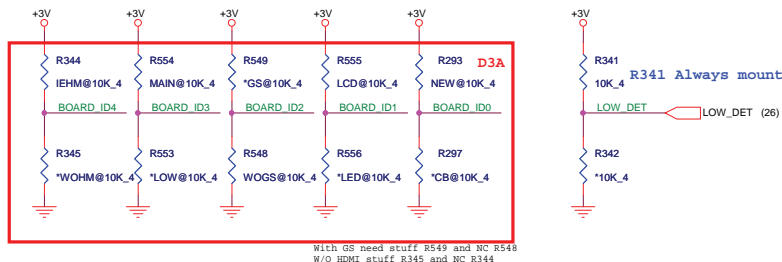 +3V +3V +3V +3V +3V +3V
R344 R554 R549 R555 R293 D3A R341
IEHM@10K_4 MAIN@10K_4 *GS@10K_4 LCD@10K_4 NEW@10K_4 10K_4 R341 Always mount
BOARD_ID4 BOARD_ID3 BOARD_ID2 BOARD_ID1 BOARD_ID0 LOW_DET LOW_DET (26)
R345 R553 R548 R556 R297 R342
*WOHM@10K_4 *LOW@10K_4 WOGS@10K_4 *LED@10K_4 *CB@10K_4 *10K_4
With GS need stuff R549 and NC R548
W/O HDMI stuff R345 and NC R344